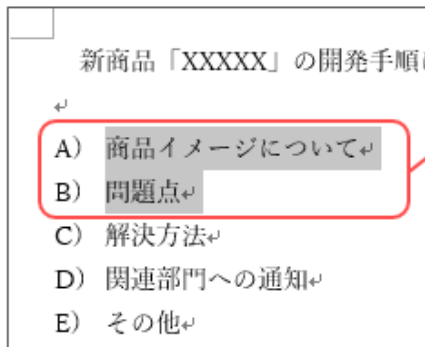 新商品「XXXXX」の開発手順
A） 商品イメージについて
B） 問題点
C） 解決方法
D） 関連部門への通知
E） その他